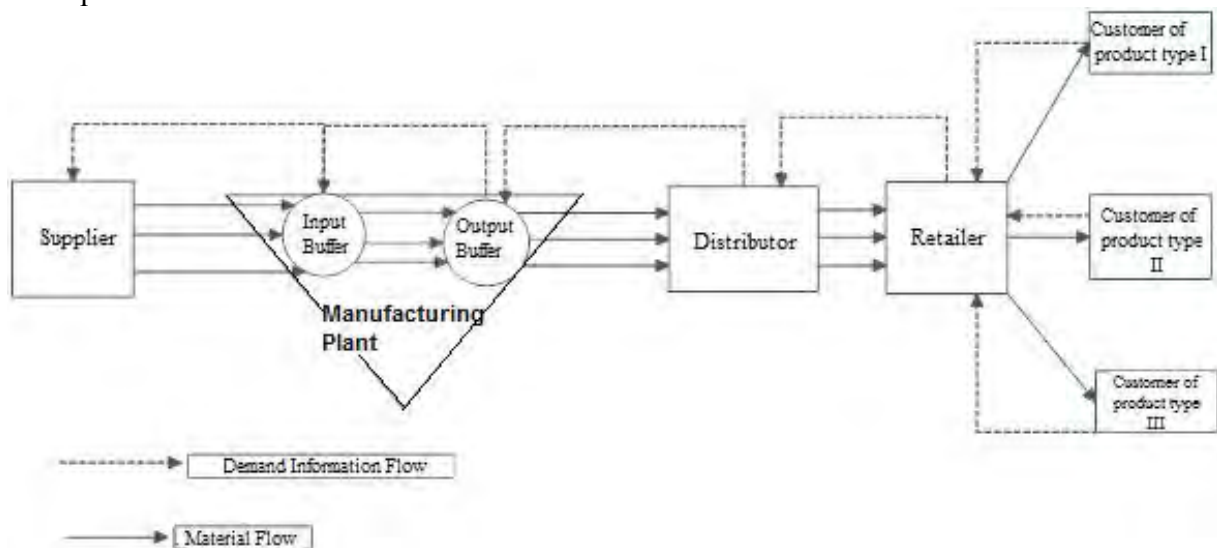 Customer of
product type I
Supplier
Input
Buffer
Output
Buffer
Distributor
Retailer
Customer of
product type
II
Manufacturing
Plant
Customer of
product type
III
Demand Information Flow
Material Flow